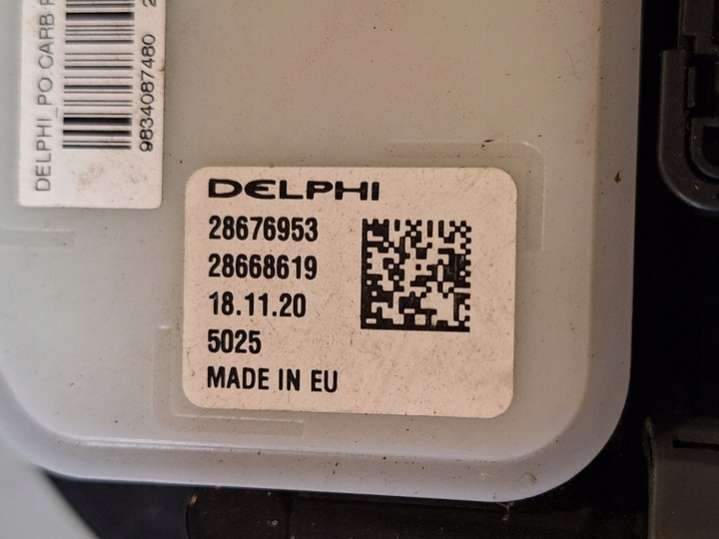 DELPHI_PO CARB
9834087480
DELPHI
28676953
28668619
18.11.20
5025
MADE IN EU